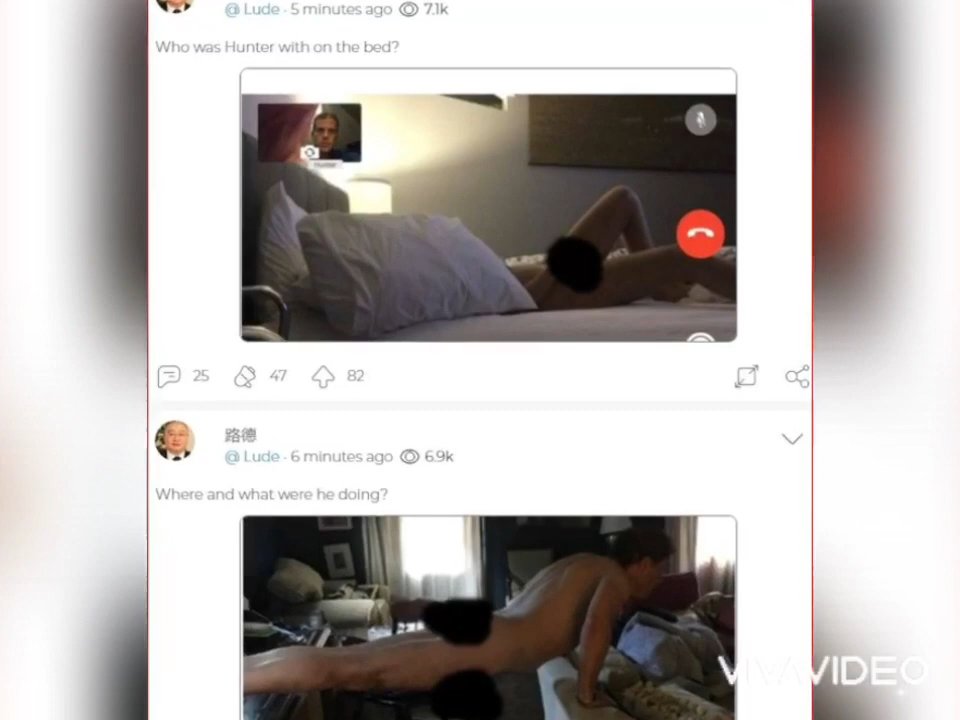 @ Lude · 5 minutes ago 7.1k
Who was Hunter with on the bed?
Hunter
25 47 82
路德
@ Lude · 6 minutes ago 6.9k
Where and what were he doing?
VIVAVIDEO